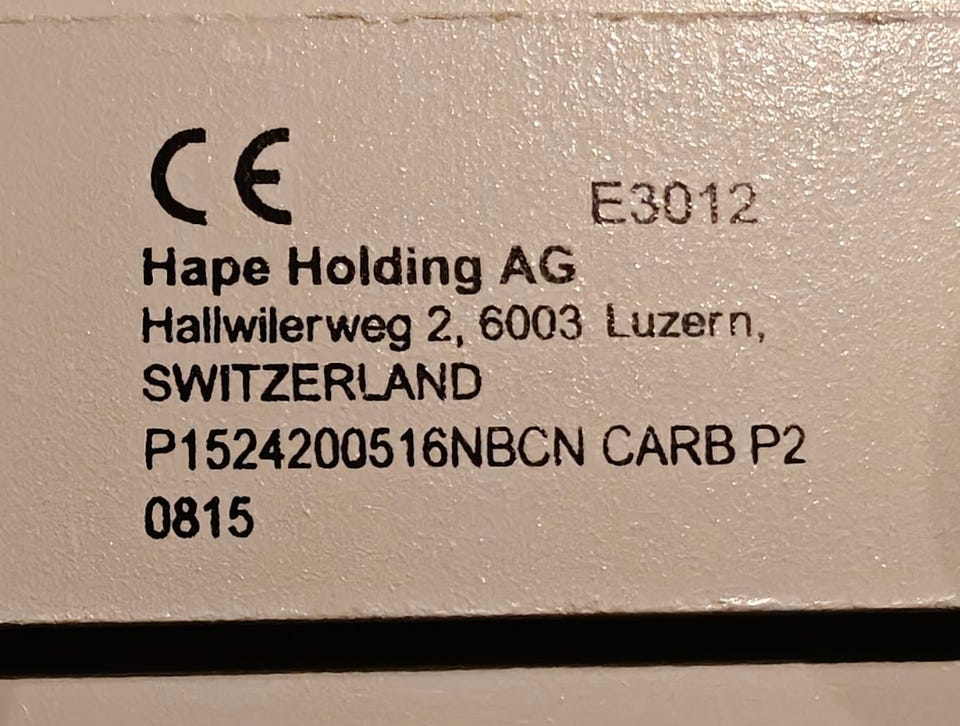 CE E3012
Hape Holding AG
Hallwilerweg 2, 6003 Luzern,
SWITZERLAND
P1524200516NBCN CARB P2
0815